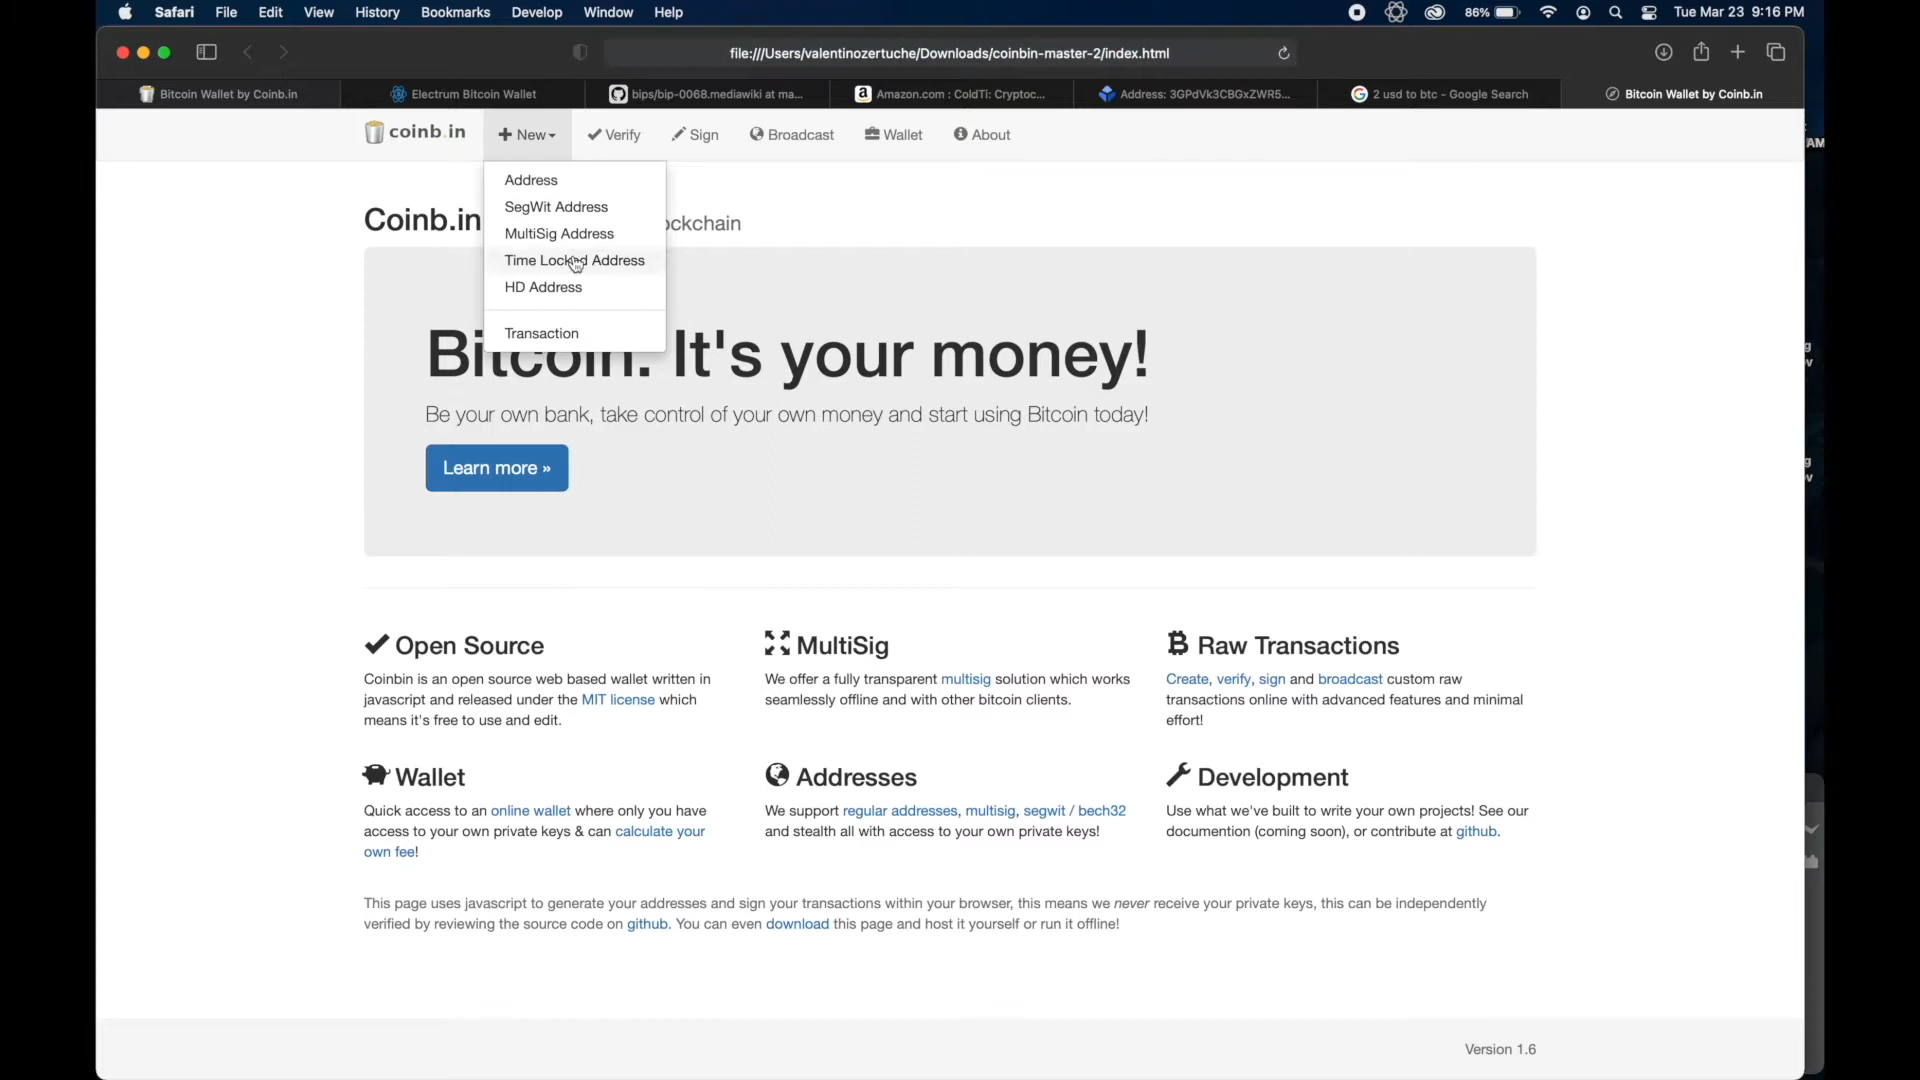 Safari File Edit View History Bookmarks Develop Window Help
86% Tue Mar 23 9:16 PM
file:///Users/valentinozertuche/Downloads/coinbin-master-2/index.html
Bitcoin Wallet by Coinb.in
Electrum Bitcoin Wallet
bips/bip-0068.mediawiki at ma...
Amazon.com : ColdTi: Cryptoc...
Address: 3GPdVk3CBGxZWR5...
2 usd to btc - Google Search
Bitcoin Wallet by Coinb.in
coinb.in
New
Verify
Sign
Broadcast
Wallet
About
AM
Address
SegWit Address
MultiSig Address
Time Locked Address
HD Address
Transaction
Coinb.in ockchain
Bitcoin. It's your money!
Be your own bank, take control of your own money and start using Bitcoin today!
Learn more »
Open Source
Coinbin is an open source web based wallet written in
javascript and released under the MIT license which
means it's free to use and edit.
MultiSig
We offer a fully transparent multisig solution which works
seamlessly offline and with other bitcoin clients.
Raw Transactions
Create, verify, sign and broadcast custom raw
transactions online with advanced features and minimal
effort!
Wallet
Quick access to an online wallet where only you have
access to your own private keys & can calculate your
own fee!
Addresses
We support regular addresses, multisig, segwit / bech32
and stealth all with access to your own private keys!
Development
Use what we've built to write your own projects! See our
documention (coming soon), or contribute at github.
This page uses javascript to generate your addresses and sign your transactions within your browser, this means we never receive your private keys, this can be independently
verified by reviewing the source code on github. You can even download this page and host it yourself or run it offline!
Version 1.6